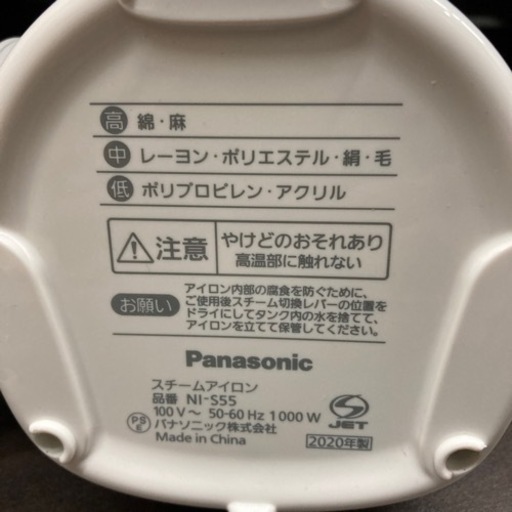 高 綿・麻
中 レーヨン・ポリエステル・絹・毛
低 ポリプロピレン・アクリル
注意 やけどのおそれあり
高温部に触れない
お願い アイロン内部の腐食を防ぐために、
ご使用後スチーム切換レバーの位置を
ドライにしてタンク内の水を捨てて、
アイロンを立てて保管してください。
Panasonic
スチームアイロン
品番 NI-S55
100 V〜 50-60 Hz 1000 W
PSE パナソニック株式会社
Made in China
S JET
2020年製